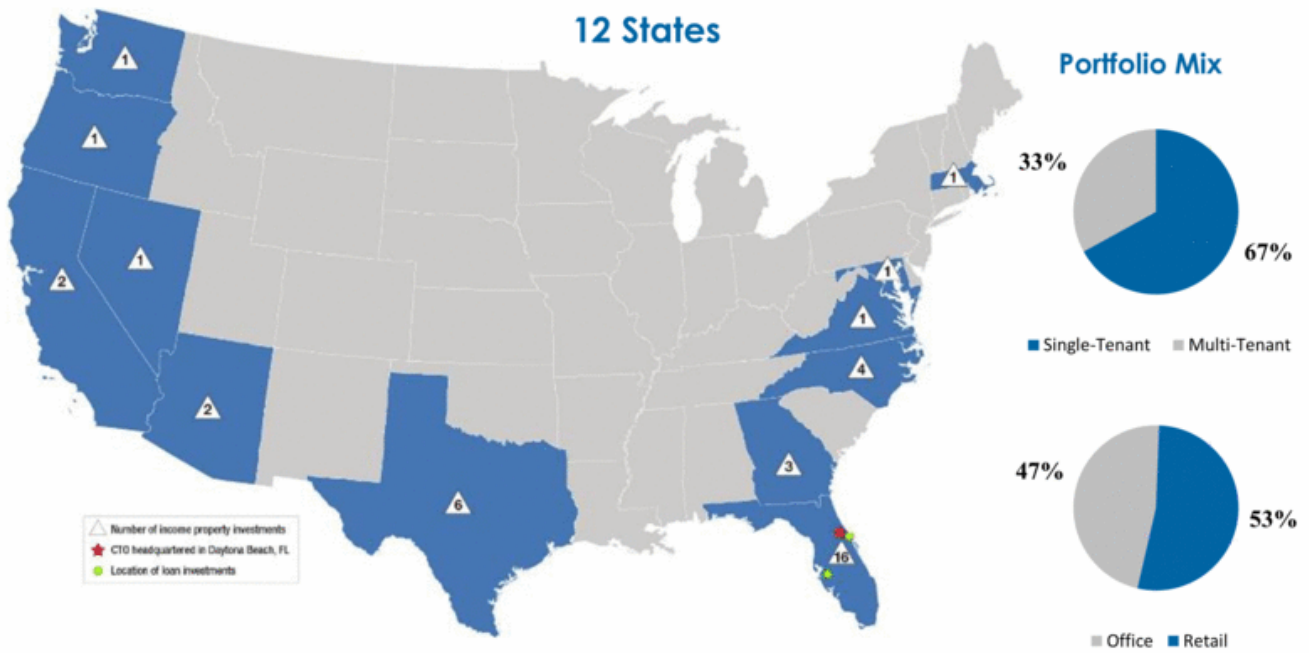 12 States
Portfolio Mix
1
1
1
2
2
6
1
1
1
4
3
16
33%
67%
Single-Tenant Multi-Tenant
47%
53%
Office Retail
Number of income property investments
CTO headquartered in Daytona Beach, FL
Location of loan investments